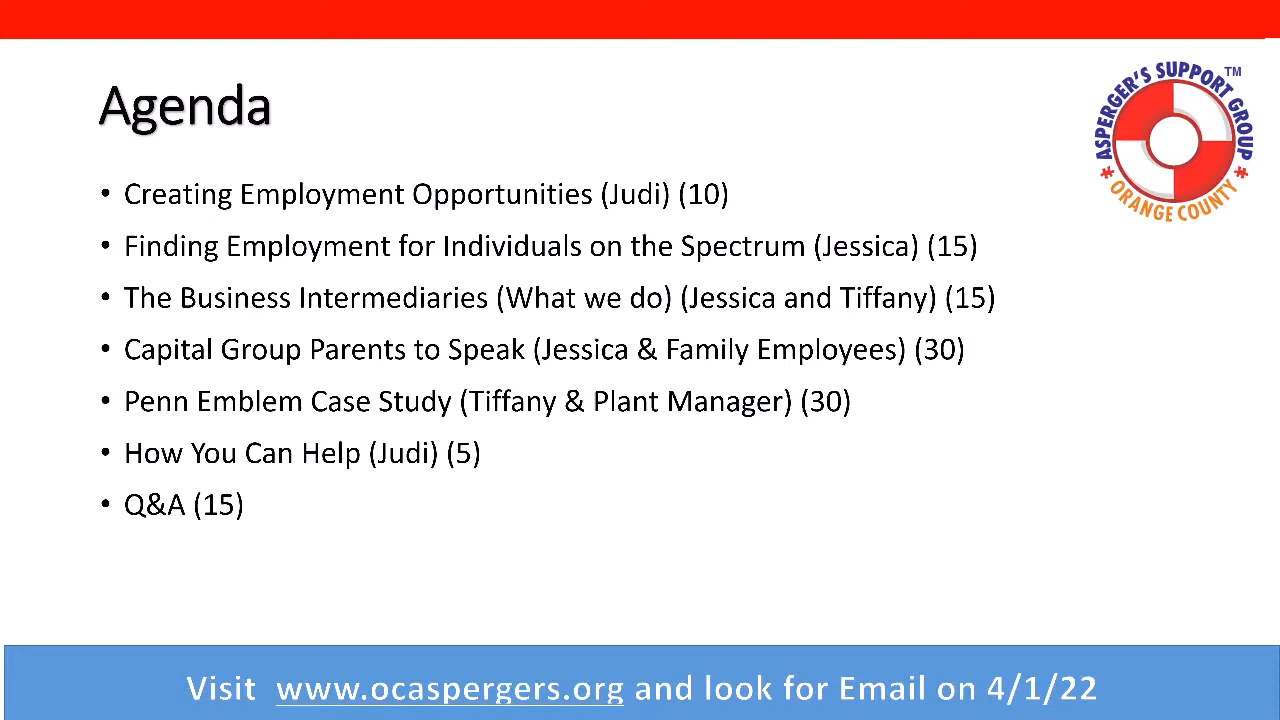 Agenda
ASPERGER'S SUPPORT GROUP TM
* ORANGE COUNTY *
• Creating Employment Opportunities (Judi) (10)
• Finding Employment for Individuals on the Spectrum (Jessica) (15)
• The Business Intermediaries (What we do) (Jessica and Tiffany) (15)
• Capital Group Parents to Speak (Jessica & Family Employees) (30)
• Penn Emblem Case Study (Tiffany & Plant Manager) (30)
• How You Can Help (Judi) (5)
• Q&A (15)
Visit www.ocaspergers.org and look for Email on 4/1/22